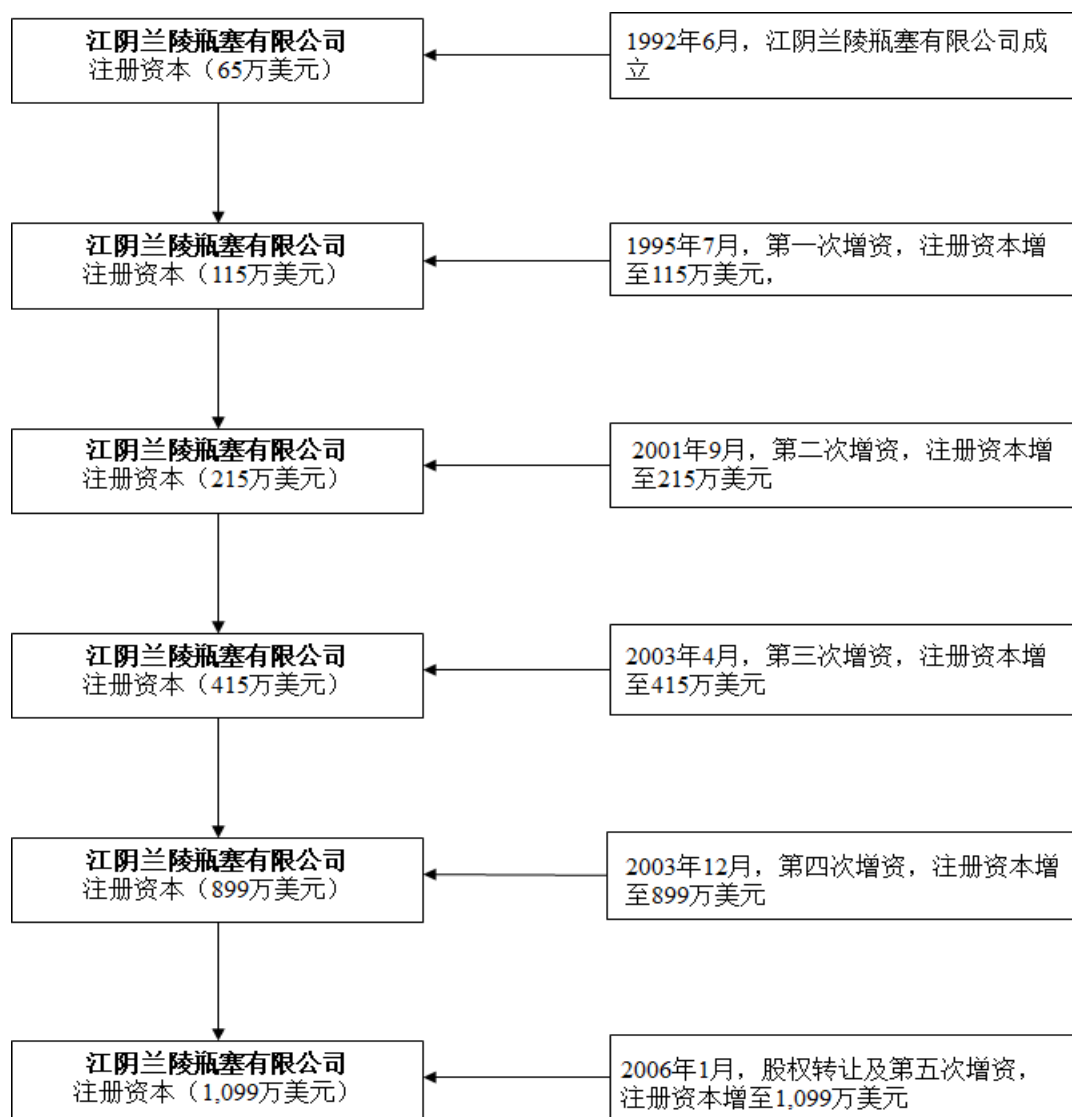 江阴兰陵瓶塞有限公司
注册资本（65万美元）
1992年6月，江阴兰陵瓶塞有限公司成
立
江阴兰陵瓶塞有限公司
注册资本（115万美元）
1995年7月，第一次增资，注册资本增
至115万美元，
江阴兰陵瓶塞有限公司
注册资本（215万美元）
2001年9月，第二次增资，注册资本增
至215万美元
江阴兰陵瓶塞有限公司
注册资本（415万美元）
2003年4月，第三次增资，注册资本增
至415万美元
江阴兰陵瓶塞有限公司
注册资本（899万美元）
2003年12月，第四次增资，注册资本增
至899万美元
江阴兰陵瓶塞有限公司
注册资本（1,099万美元）
2006年1月，股权转让及第五次增资，
注册资本增至1,099万美元